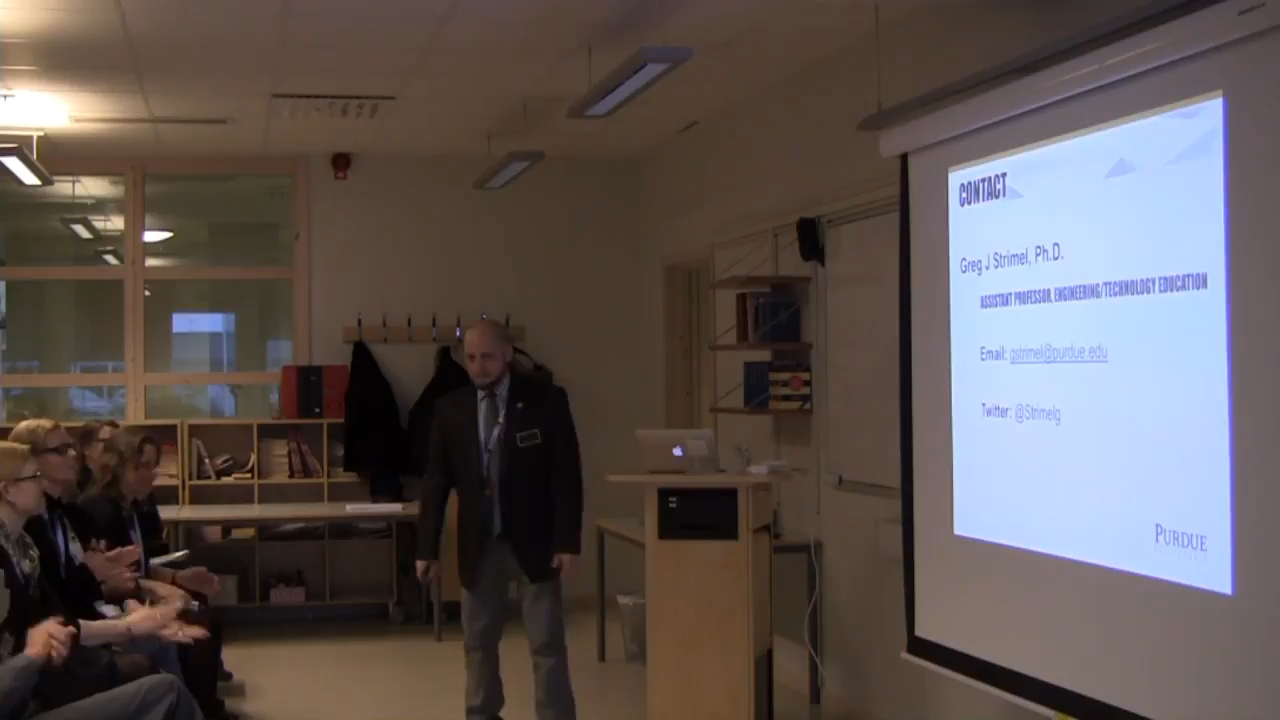 CONTACT
Greg J Strimel, Ph.D.
ASSISTANT PROFESSOR, ENGINEERING/TECHNOLOGY EDUCATION
Email: gstrimel@purdue.edu
Twitter: @Strimelg
PURDUE